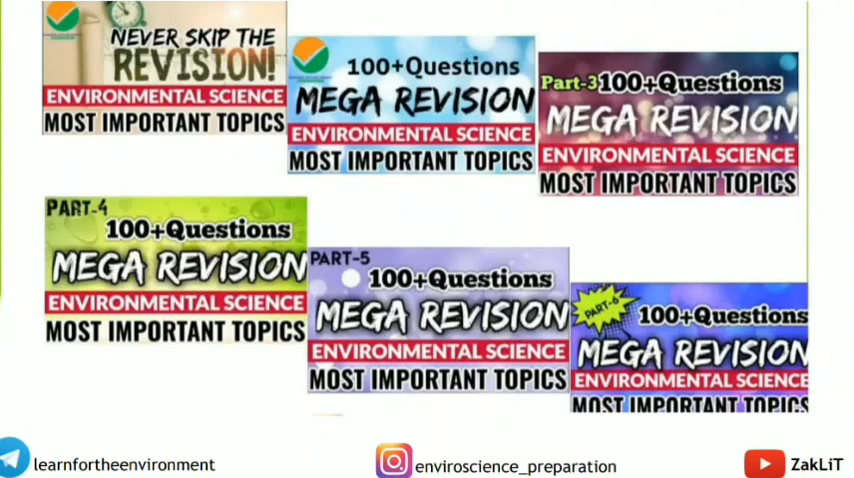 NEVER SKIP THE
REVISION!
ENVIRONMENTAL SCIENCE
MOST IMPORTANT TOPICS
100+Questions
MEGA REVISION
ENVIRONMENTAL SCIENCE
MOST IMPORTANT TOPICS
Part-3 100+Questions
MEGA REVISION
ENVIRONMENTAL SCIENCE
MOST IMPORTANT TOPICS
PART-4
100+Questions
MEGA REVISION
ENVIRONMENTAL SCIENCE
MOST IMPORTANT TOPICS
PART-5
100+Questions
MEGA REVISION
ENVIRONMENTAL SCIENCE
MOST IMPORTANT TOPICS
PART-6
100+Questions
MEGA REVISION
ENVIRONMENTAL SCIENCE
MOST IMPORTANT TOPICS
learnfortheenvironment
enviroscience_preparation
ZakLiT